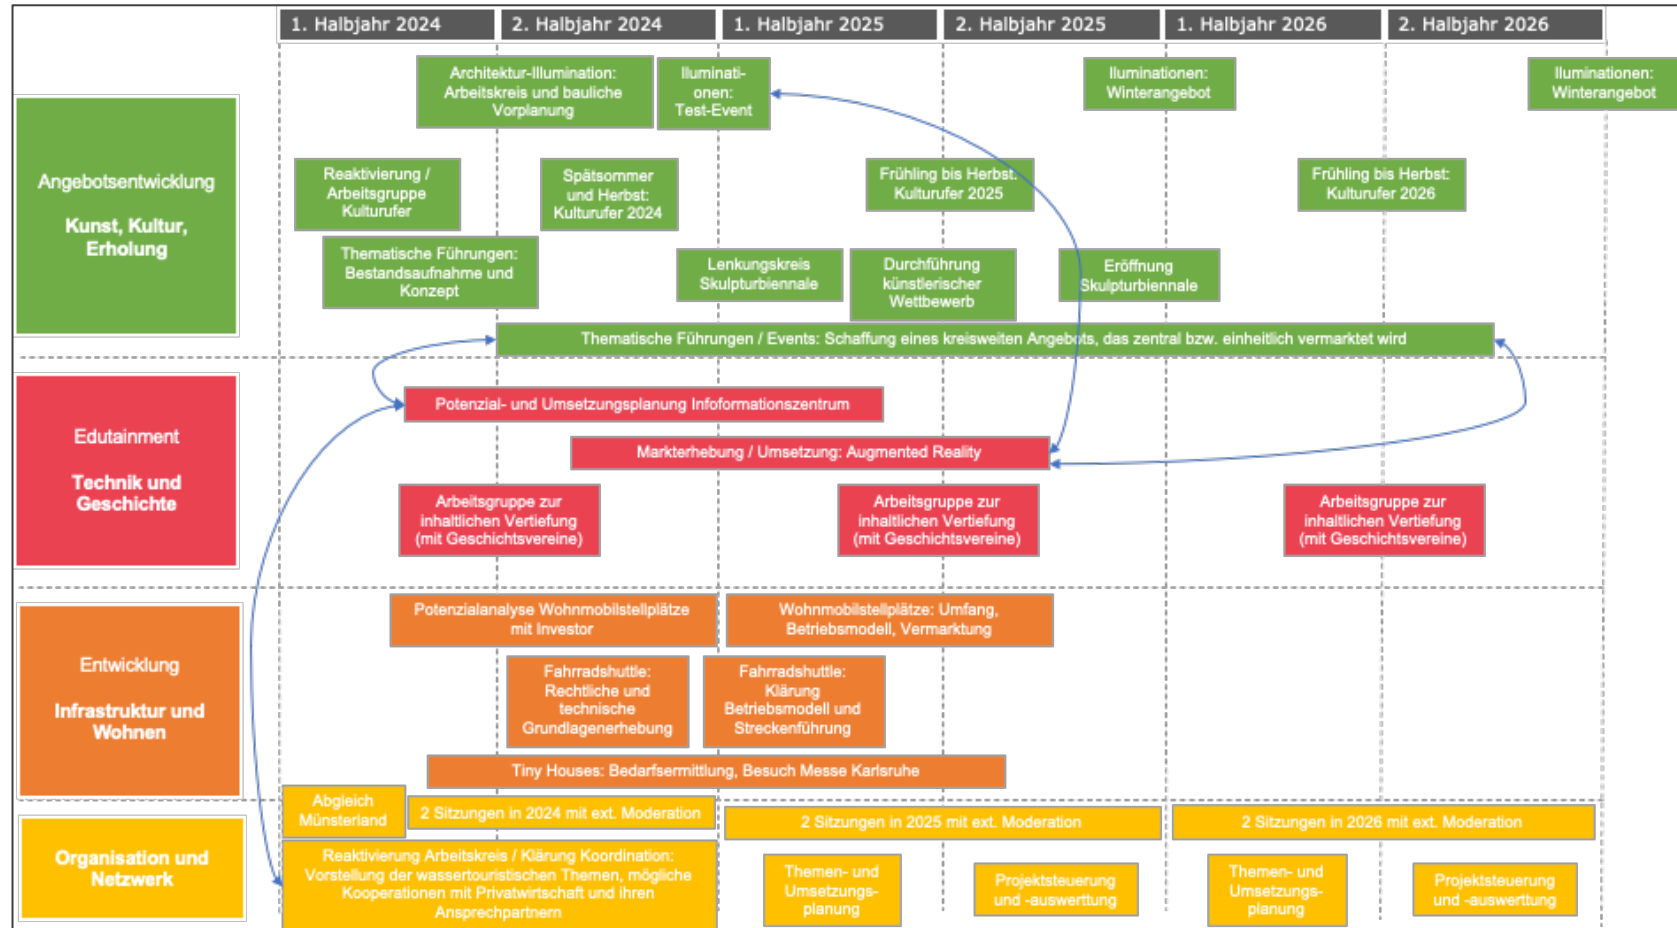 1. Halbjahr 2024
2. Halbjahr 2024
1. Halbjahr 2025
2. Halbjahr 2025
1. Halbjahr 2026
2. Halbjahr 2026
Angebotsentwicklung
Kunst, Kultur,
Erholung
Architektur-Illumination:
Arbeitskreis und bauliche
Vorplanung
Iluminati-
onen:
Test-Event
Iluminationen:
Winterangebot
Iluminationen:
Winterangebot
Reaktivierung /
Arbeitsgruppe
Kulturufer
Spätsommer
und Herbst:
Kulturufer 2024
Frühling bis Herbst:
Kulturufer 2025
Frühling bis Herbst:
Kulturufer 2026
Thematische Führungen:
Bestandsaufnahme und
Konzept
Lenkungskreis
Skulpturbiennale
Durchführung
künstlerischer
Wettbewerb
Eröffnung
Skulpturbiennale
Thematische Führungen / Events: Schaffung eines kreisweiten Angebots, das zentral bzw. einheitlich vermarktet wird
Edutainment
Technik und
Geschichte
Potenzial- und Umsetzungsplanung Infoformationszentrum
Markterhebung / Umsetzung: Augmented Reality
Arbeitsgruppe zur
inhaltlichen Vertiefung
(mit Geschichtsvereine)
Arbeitsgruppe zur
inhaltlichen Vertiefung
(mit Geschichtsvereine)
Arbeitsgruppe zur
inhaltlichen Vertiefung
(mit Geschichtsvereine)
Entwicklung
Infrastruktur und
Wohnen
Potenzialanalyse Wohnmobilstellplätze
mit Investor
Wohnmobilstellplätze: Umfang,
Betriebsmodell, Vermarktung
Fahrradshuttle:
Rechtliche und
technische
Grundlagenerhebung
Fahrradshuttle:
Klärung
Betriebsmodell und
Streckenführung
Tiny Houses: Bedarfsermittlung, Besuch Messe Karlsruhe
Organisation und
Netzwerk
Abgleich
Münsterland
2 Sitzungen in 2024 mit ext. Moderation
2 Sitzungen in 2025 mit ext. Moderation
2 Sitzungen in 2026 mit ext. Moderation
Reaktivierung Arbeitskreis / Klärung Koordination:
Vorstellung der wassertouristischen Themen, mögliche
Kooperationen mit Privatwirtschaft und ihren
Ansprechpartnern
Themen- und
Umsetzungs-
planung
Projektsteuerung
und -auswerttung
Themen- und
Umsetzungs-
planung
Projektsteuerung
und -auswerttung